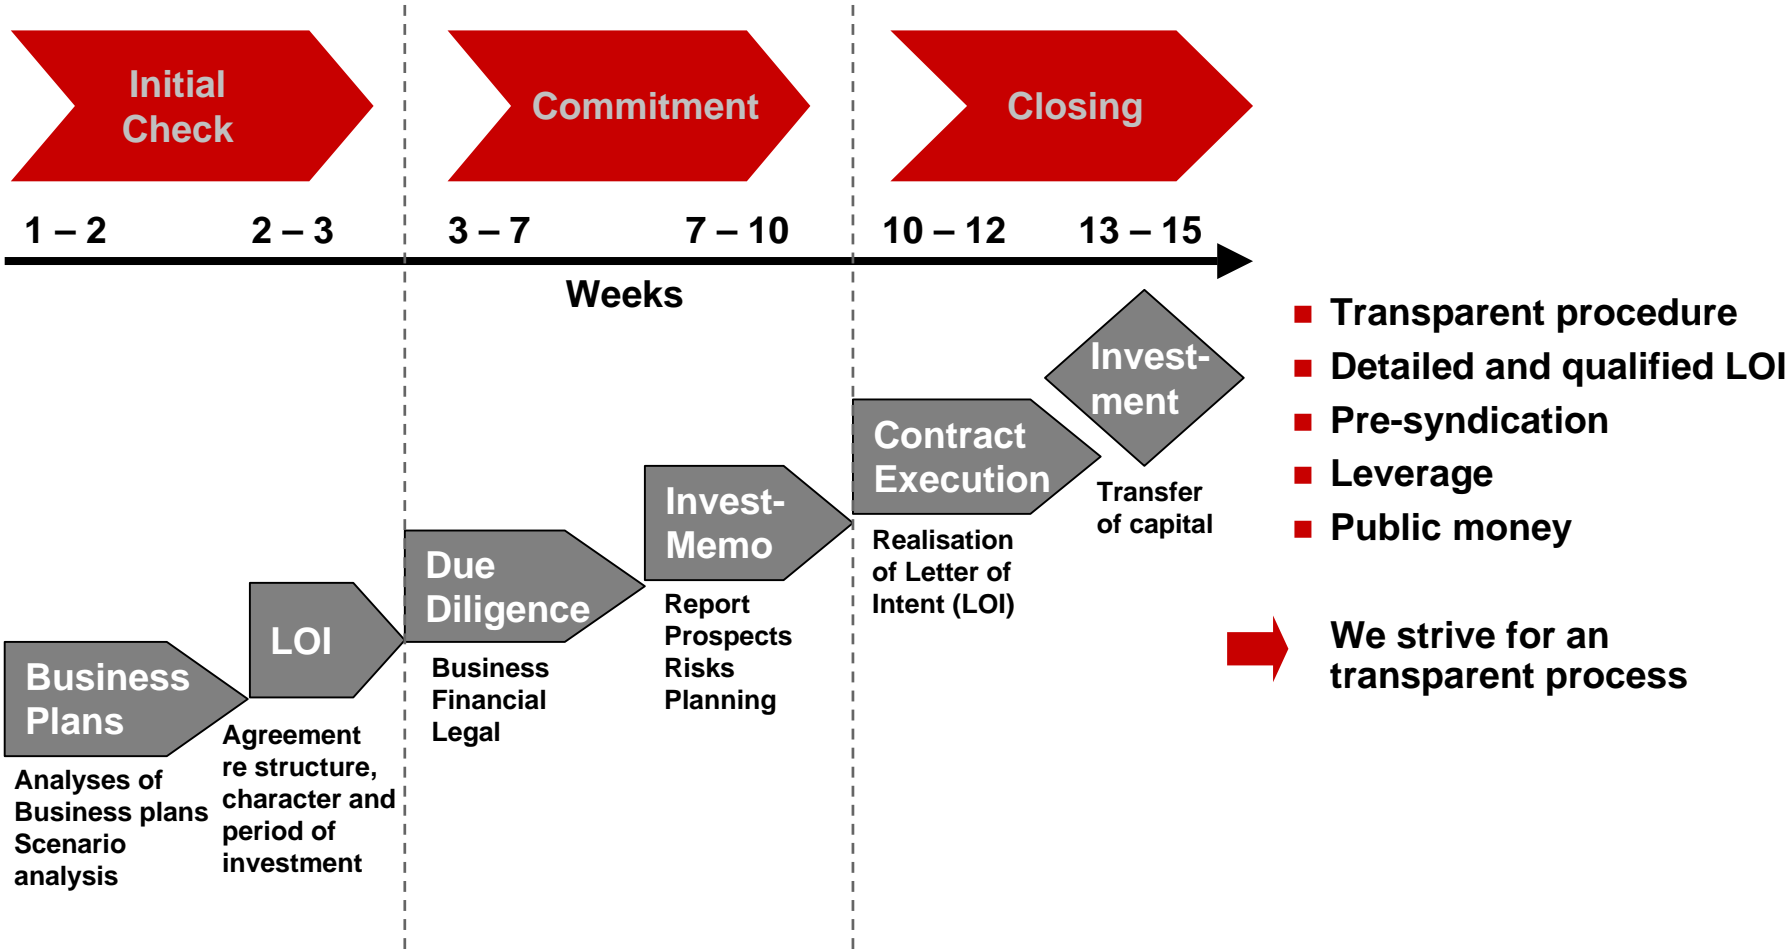 Initial
Check
Commitment
Closing
1 – 2
2 – 3
3 – 7
7 – 10
10 – 12
13 – 15
Weeks
Business
Plans
Analyses of
Business plans
Scenario
analysis
LOI
Agreement
re structure,
character and
period of
investment
Due
Diligence
Business
Financial
Legal
Invest-
Memo
Report
Prospects
Risks
Planning
Contract
Execution
Realisation
of Letter of
Intent (LOI)
Invest-
ment
Transfer
of capital
Transparent procedure
Detailed and qualified LOI
Pre-syndication
Leverage
Public money
We strive for an
transparent process